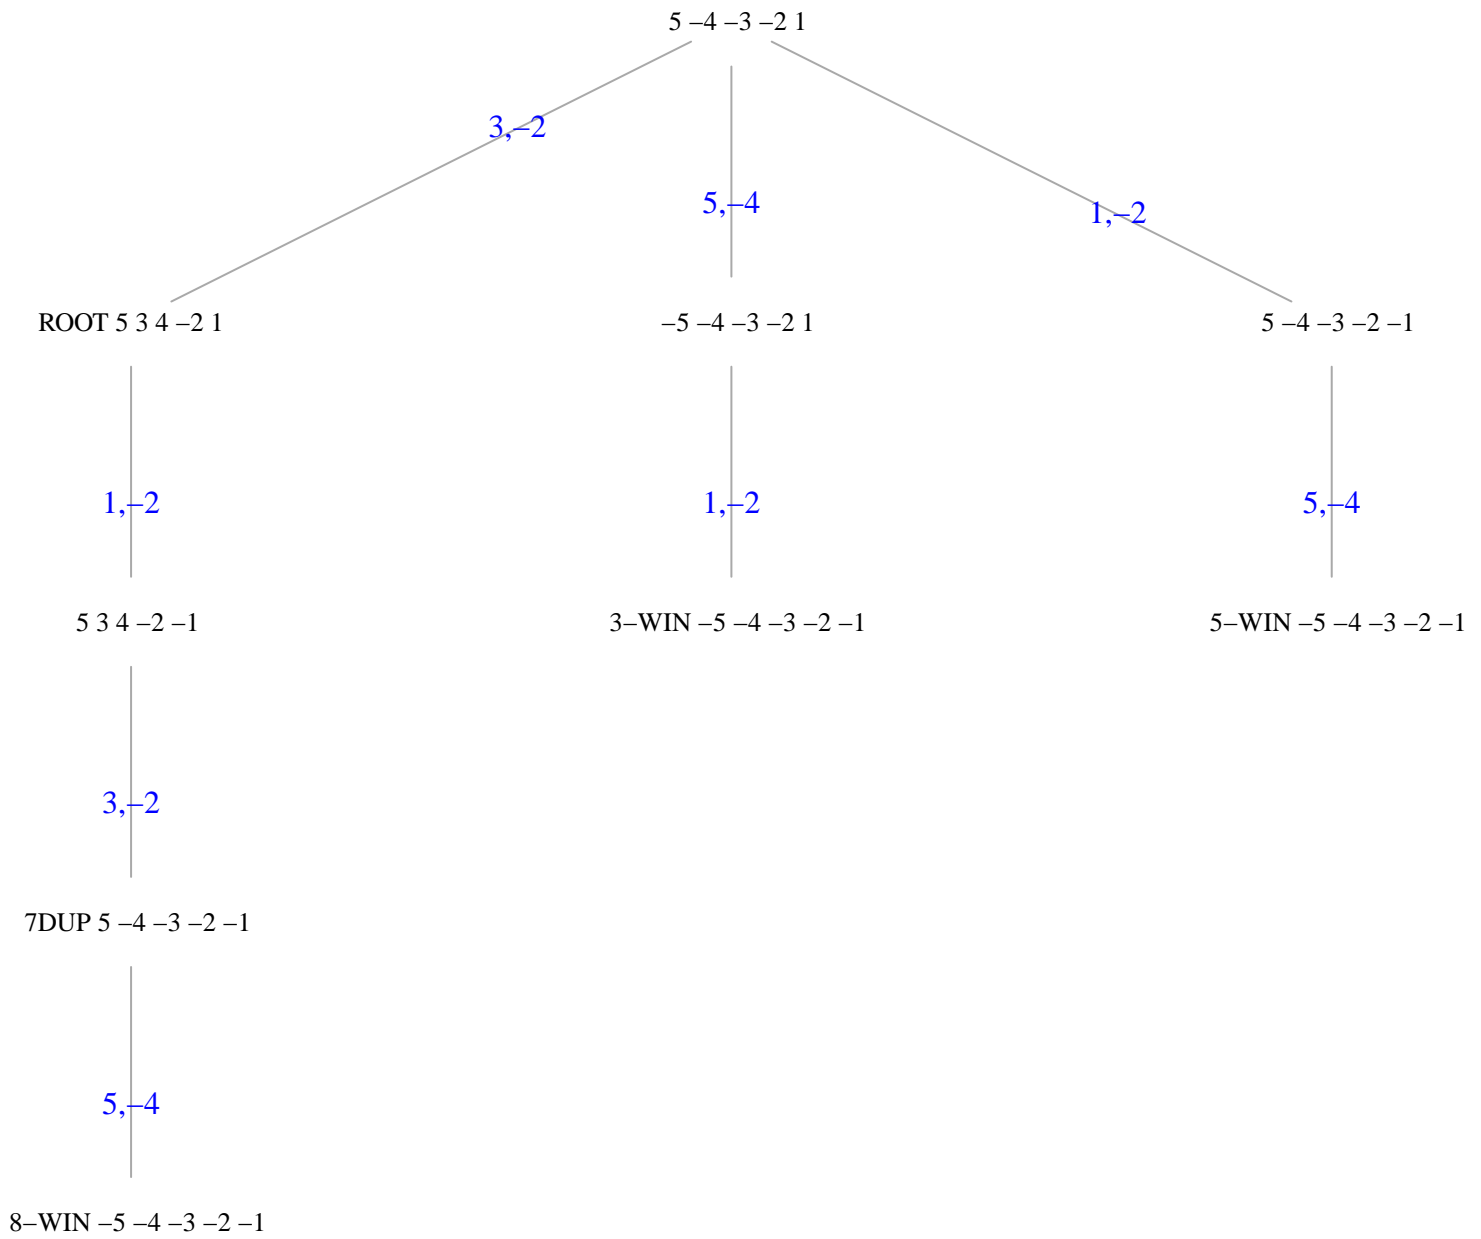 5 –4 –3 –2 1
3,–2
5,–4
1,–2
ROOT 5 3 4 –2 1
–5 –4 –3 –2 1
5 –4 –3 –2 –1
1,–2
1,–2
5,–4
5 3 4 –2 –1
3–WIN –5 –4 –3 –2 –1
5–WIN –5 –4 –3 –2 –1
3,–2
7DUP 5 –4 –3 –2 –1
5,–4
8–WIN –5 –4 –3 –2 –1